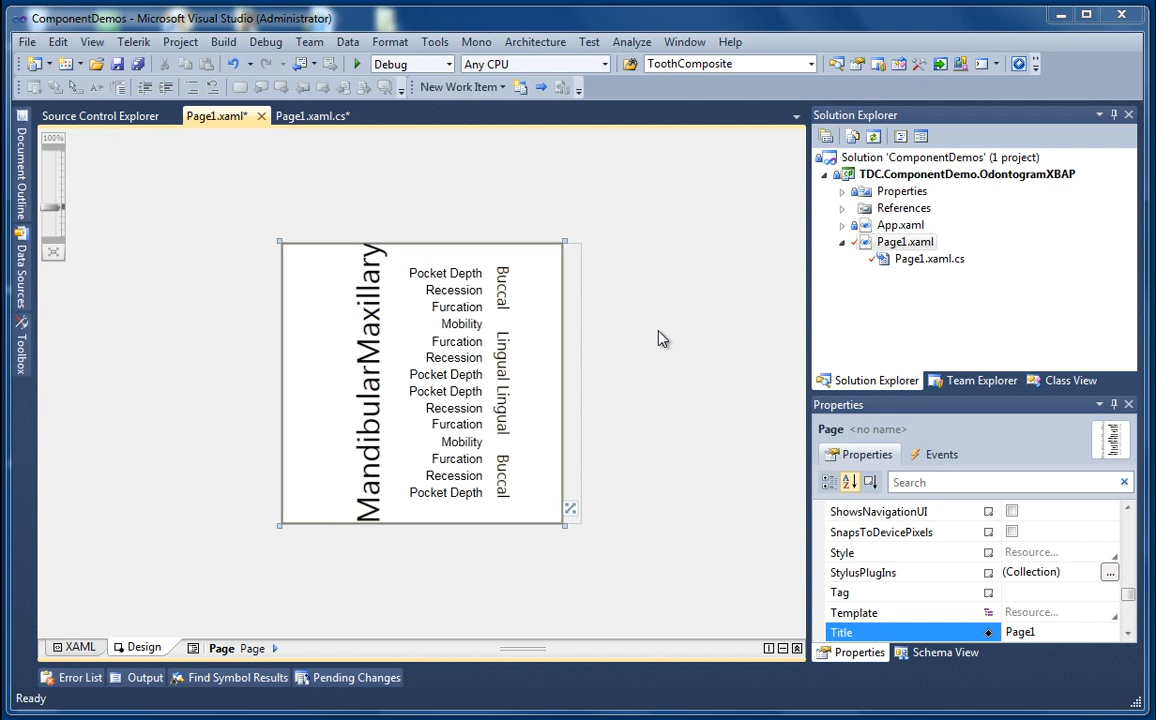 ComponentDemos - Microsoft Visual Studio (Administrator)
File Edit View Telerik Project Build Debug Team Data Format Tools Mono Architecture Test Analyze Window Help
Debug Any CPU ToothComposite
New Work Item
Source Control Explorer Page1.xaml* Page1.xaml.cs*
Document Outline
Data Sources
Toolbox
100%
MandibularMaxillary
Pocket Depth
Recession
Furcation
Mobility
Furcation
Recession
Pocket Depth
Pocket Depth
Recession
Furcation
Mobility
Furcation
Recession
Pocket Depth
Buccal
Lingual
Lingual
Buccal
XAML Design Page Page
Error List Output Find Symbol Results Pending Changes
Ready
Solution Explorer
Solution 'ComponentDemos' (1 project)
TDC.ComponentDemo.OdontogramXBAP
Properties
References
App.xaml
Page1.xaml
Page1.xaml.cs
Solution Explorer Team Explorer Class View
Properties
Page <no name>
Properties Events
Search
ShowsNavigationUI
SnapsToDevicePixels
Style Resource...
StylusPlugIns (Collection) ...
Tag
Template Resource...
Title Page1
Properties Schema View